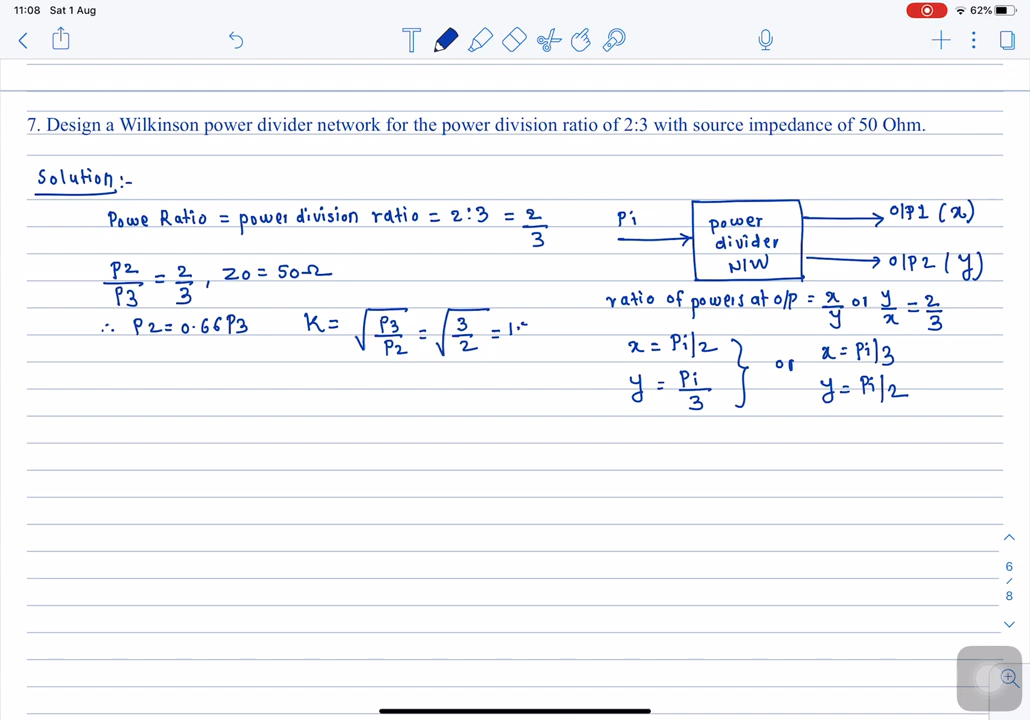 11:08 Sat 1 Aug
62%
7. Design a Wilkinson power divider network for the power division ratio of 2:3 with source impedance of 50 Ohm.
Solution:-
Powe Ratio = power division ratio = 2:3 = 2/3
P2/P3 = 2/3, Z0 = 50Ω
∴ P2 = 0.66P3
K = √(P3/P2) = √(3/2) = 1.
Pi
power
divider
N/W
O/P1 (x)
O/P2 (y)
ratio of powers at o/p = x/y or y/x = 2/3
x = Pi/2
y = Pi/3
or
x = Pi/3
y = Pi/2
6
/
8